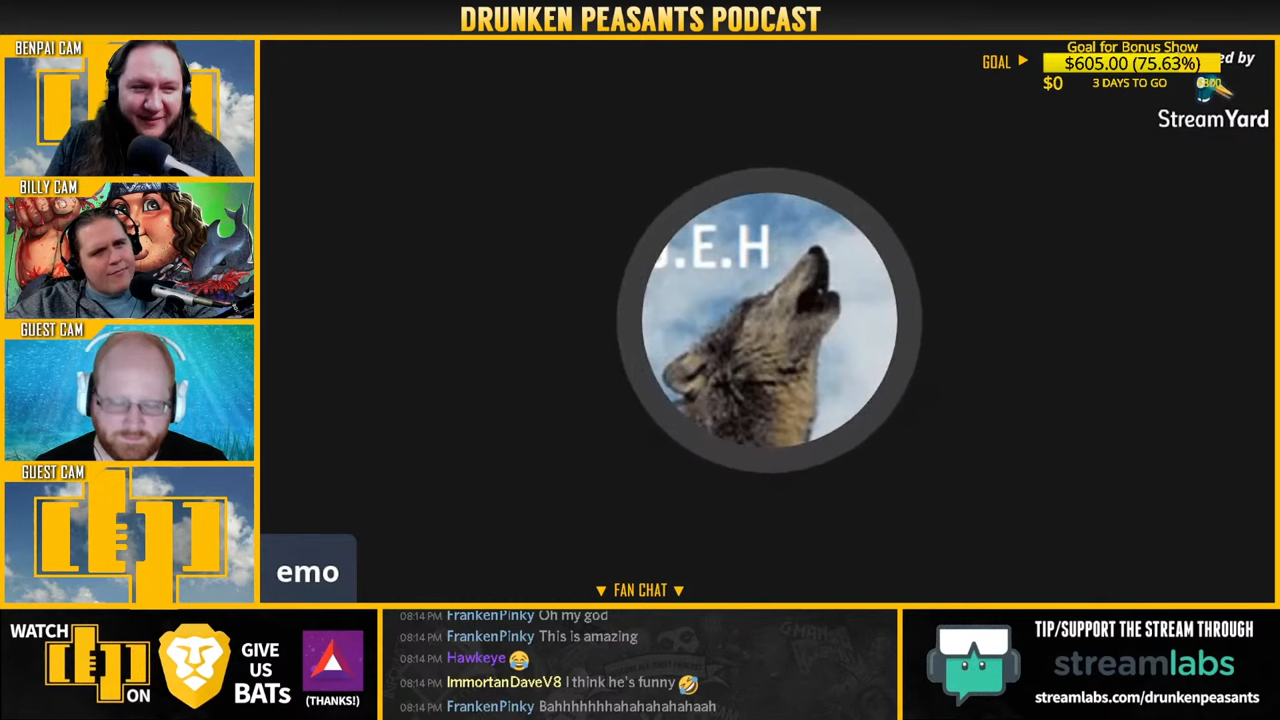 DRUNKEN PEASANTS PODCAST
BENPAI CAM
BILLY CAM
GUEST CAM
GUEST CAM
GOAL
Goal for Bonus Show
$605.00 (75.63%)
ed by
$0
3 DAYS TO GO
StreamYard
.E.H
emo
▼ FAN CHAT ▼
WATCH
ON
GIVE
US
BATs
(THANKS!)
08:14 PM FrankenPinky Oh my god
08:14 PM FrankenPinky This is amazing
08:14 PM Hawkeye 😂
08:14 PM ImmortanDaveV8 I think he's funny 🤣
08:14 PM FrankenPinky Bahhhhhhhahahahahaaah
TIP/SUPPORT THE STREAM THROUGH
streamlabs
streamlabs.com/drunkenpeasants